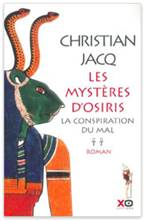 CHRISTIAN
JACQ
LES
MYSTÈRES
D'OSIRIS
LA CONSPIRATION
DU MAL
ROMAN
XO